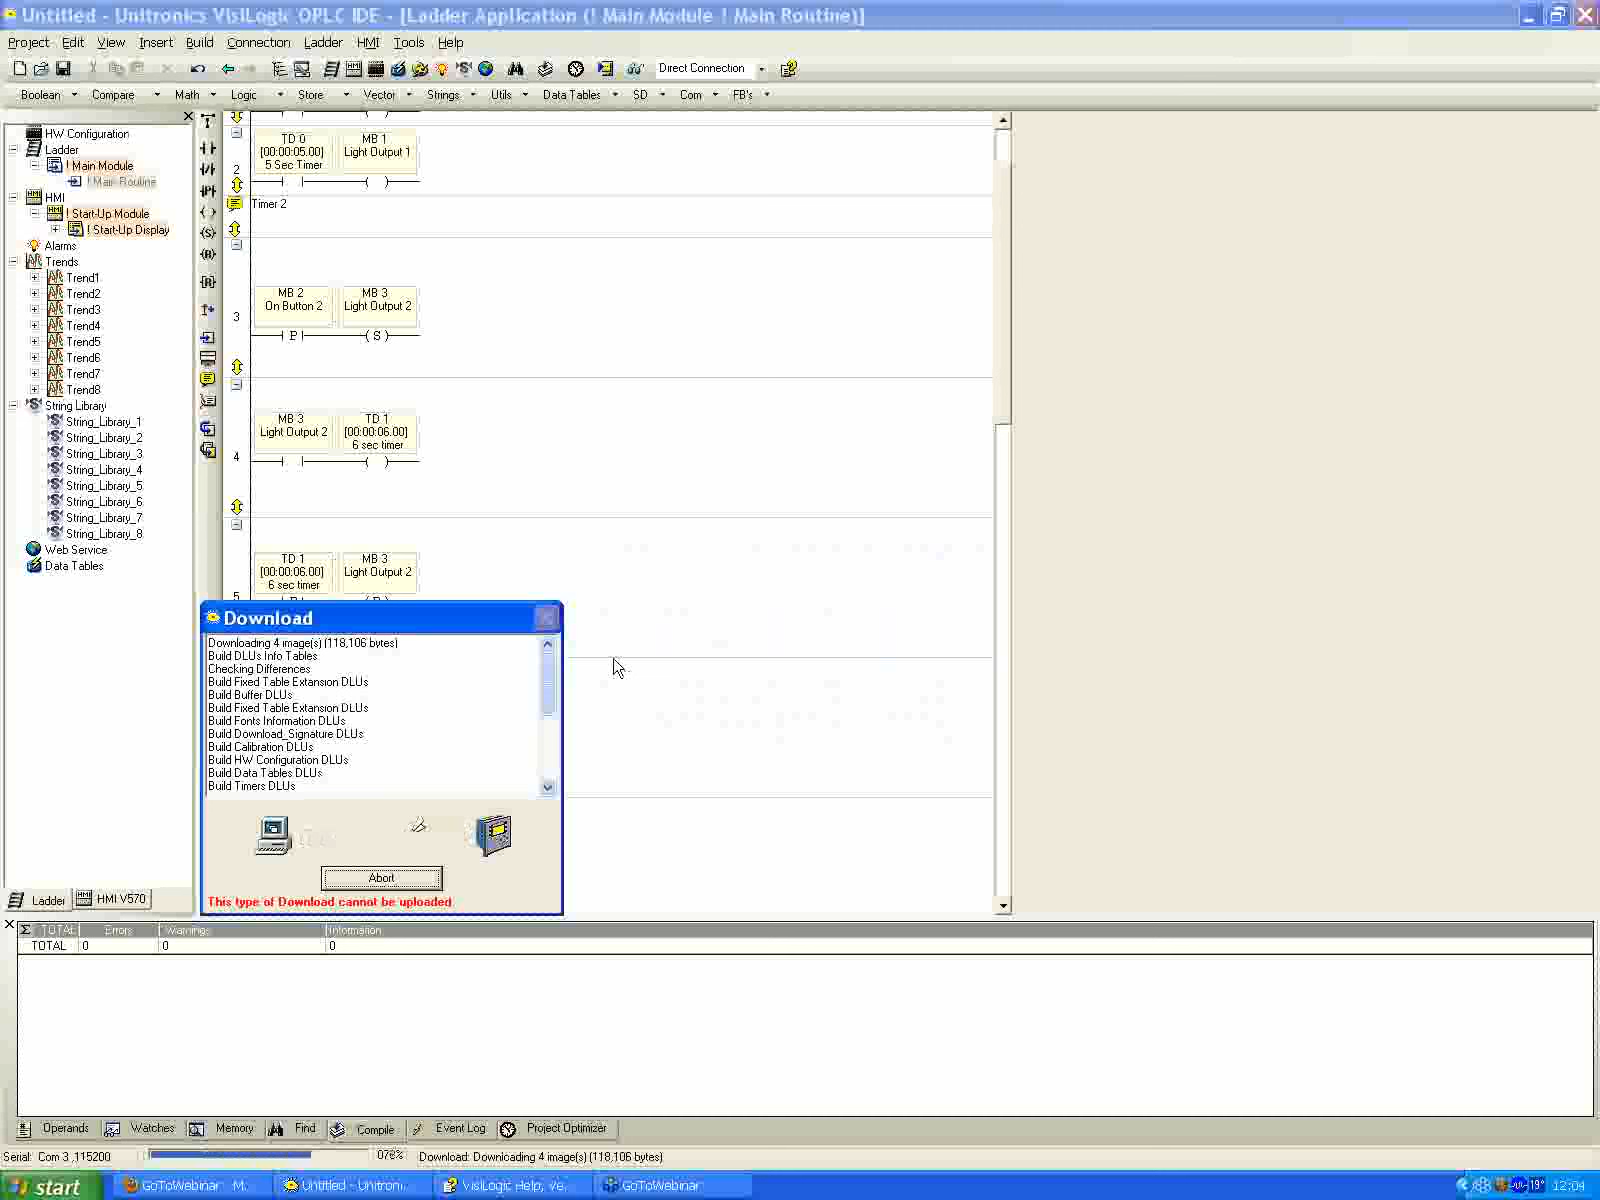 Untitled - Unitronics VisiLogic OPLC IDE - [Ladder Application (! Main Module ! Main Routine)]
Project Edit View Insert Build Connection Ladder HMI Tools Help
Direct Connection
Boolean Compare Math Logic Store Vector Strings Utils Data Tables SD Com FB's
HW Configuration
Ladder
! Main Module
! Main Routine
HMI
! Start-Up Module
! Start-Up Display
Alarms
Trends
Trend1
Trend2
Trend3
Trend4
Trend5
Trend6
Trend7
Trend8
String Library
String_Library_1
String_Library_2
String_Library_3
String_Library_4
String_Library_5
String_Library_6
String_Library_7
String_Library_8
Web Service
Data Tables
Ladder HMI V570
2
TD 0 MB 1
[00:00:05.00] Light Output 1
5 Sec Timer
Timer 2
3
MB 2 MB 3
On Button 2 Light Output 2
P S
4
MB 3 TD 1
Light Output 2 [00:00:06.00]
6 sec timer
5
TD 1 MB 3
[00:00:06.00] Light Output 2
6 sec timer
Download
Downloading 4 image(s) (118,106 bytes)
Build DLUs Info Tables
Checking Differences
Build Fixed Table Extansion DLUs
Build Buffer DLUs
Build Fixed Table Extansion DLUs
Build Fonts Information DLUs
Build Download_Signature DLUs
Build Calibration DLUs
Build HW Configuration DLUs
Build Data Tables DLUs
Build Timers DLUs
Abort
This type of Download cannot be uploaded
Σ TOTAL Errors Warnings Information
TOTAL 0 0 0
Operands Watches Memory Find Compile Event Log Project Optimizer
Serial: Com 3 ,115200 Download: Downloading 4 image(s) (118,106 bytes)
start GoToWebinar - M... Untitled - Unitron... VisiLogic Help, Ve... GoToWebinar 19° 12:04